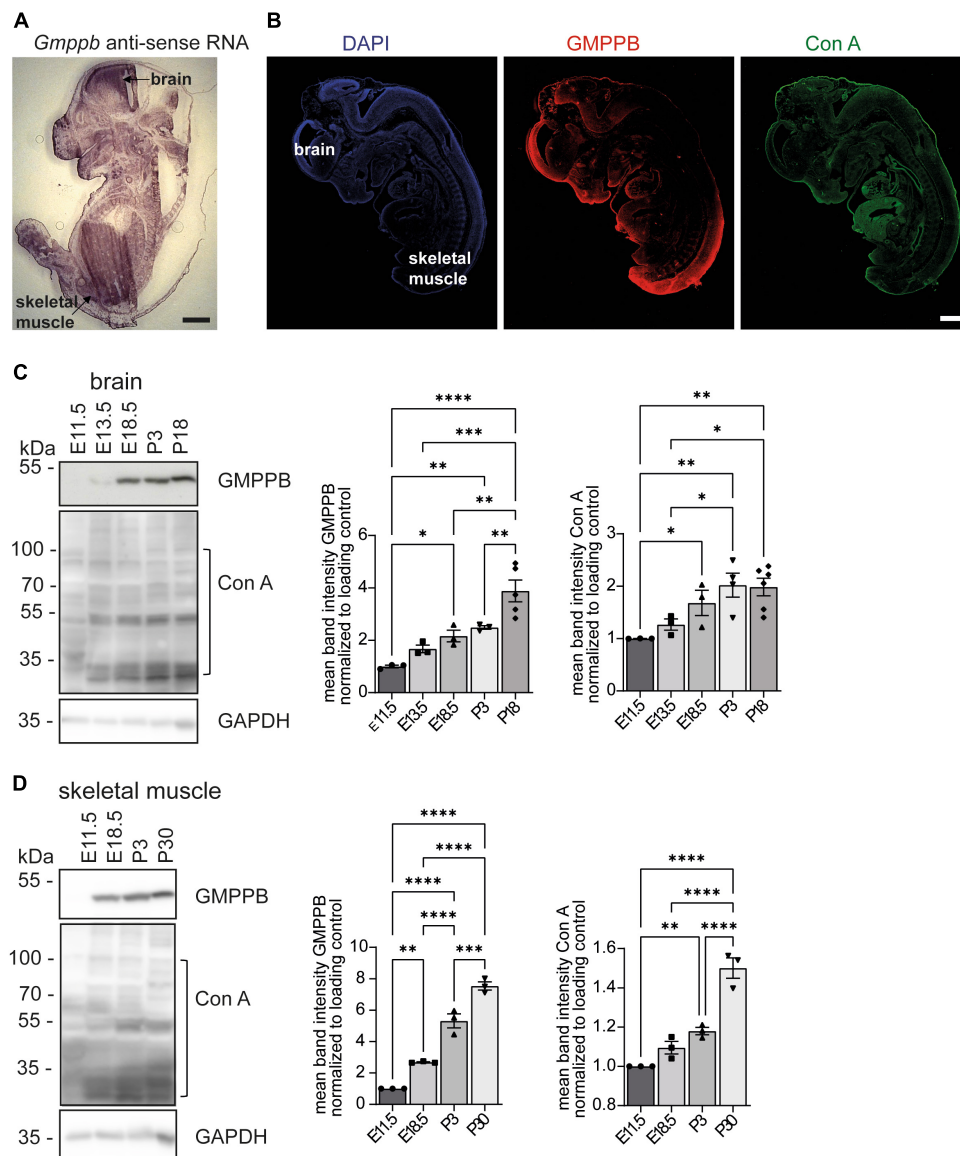 A
Gmppb anti-sense RNA
brain
skeletal
muscle
B
DAPI
GMPPB
Con A
brain
skeletal
muscle
C
brain
E11.5
E13.5
E18.5
P3
P18
kDa
55 -
GMPPB
100 -
70 -
55 -
35 -
Con A
35 -
GAPDH
mean band intensity GMPPB
normalized to loading control
6
4
2
0
****
***
**
**
*
**
E11.5
E13.5
E18.5
P3
P18
mean band intensity Con A
normalized to loading control
3
2
1
0
**
*
**
*
*
E11.5
E13.5
E18.5
P3
P18
D
skeletal muscle
E11.5
E18.5
P3
P30
kDa
55 -
GMPPB
100 -
70 -
55 -
35 -
Con A
35 -
GAPDH
mean band intensity GMPPB
normalized to loading control
10
8
6
4
2
0
****
****
****
****
**
***
E11.5
E18.5
P3
P30
mean band intensity Con A
normalized to loading control
1.6
1.4
1.2
1.0
0.8
****
****
**
****
E11.5
E18.5
P3
P30